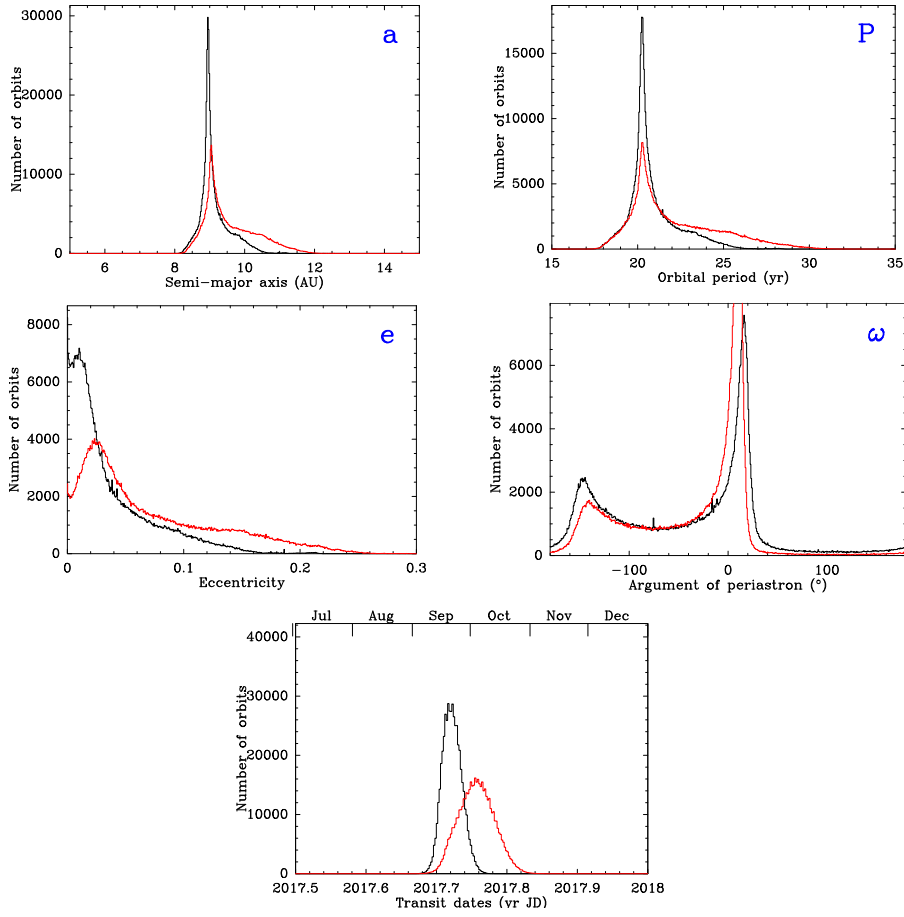 a
Number of orbits
30000
20000
10000
0
6 8 10 12 14
Semi-major axis (AU)
P
Number of orbits
15000
10000
5000
0
15 20 25 30 35
Orbital period (yr)
e
Number of orbits
8000
6000
4000
2000
0
0 0.1 0.2 0.3
Eccentricity
ω
Number of orbits
6000
4000
2000
0
−100 0 100
Argument of periastron (°)
Jul Aug Sep Oct Nov Dec
Number of orbits
40000
30000
20000
10000
0
2017.5 2017.6 2017.7 2017.8 2017.9 2018
Transit dates (yr JD)